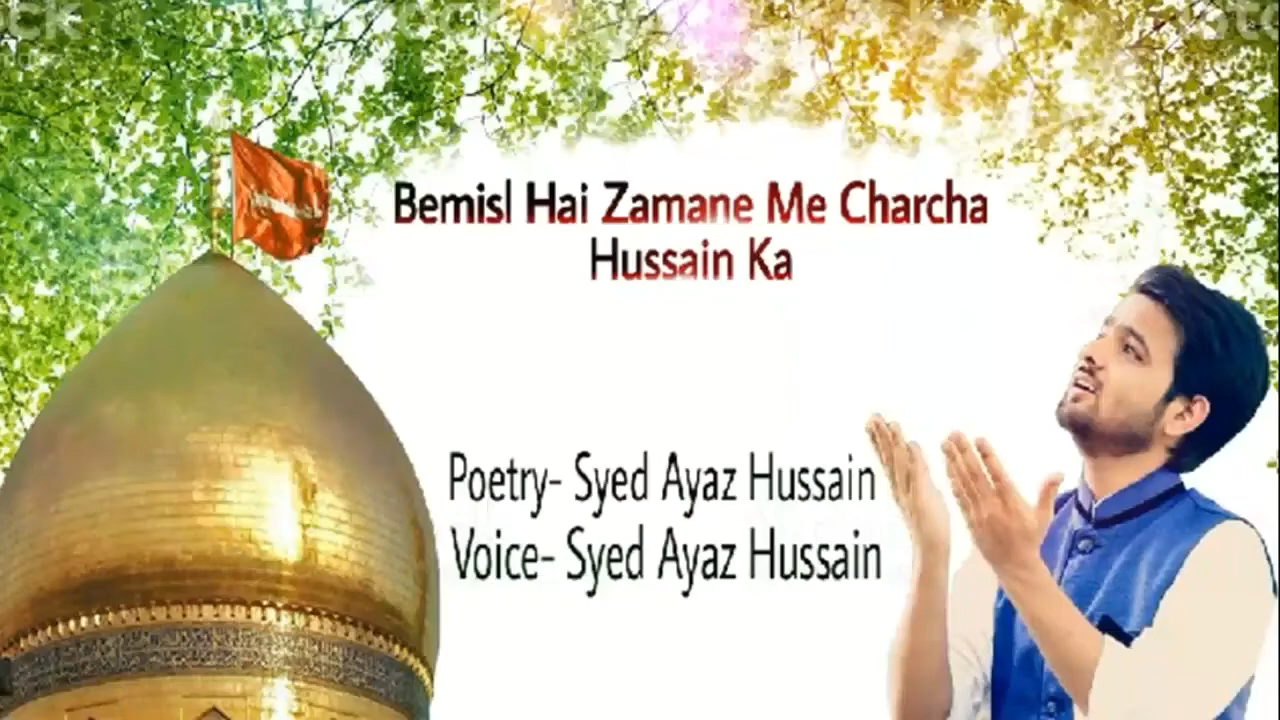 Bemisl Hai Zamane Me Charcha
Hussain Ka
Poetry- Syed Ayaz Hussain
Voice- Syed Ayaz Hussain